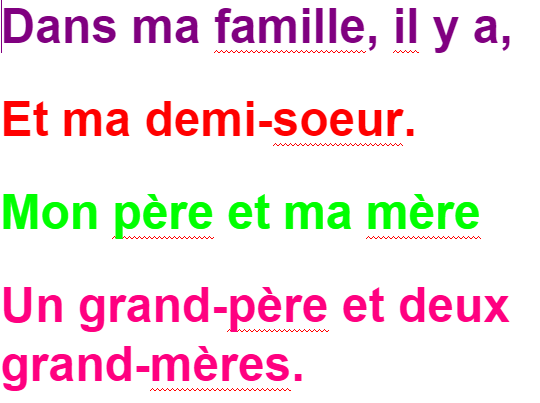 Dans ma famille, il y a,
Et ma demi-soeur.
Mon père et ma mère
Un grand-père et deux
grand-mères.